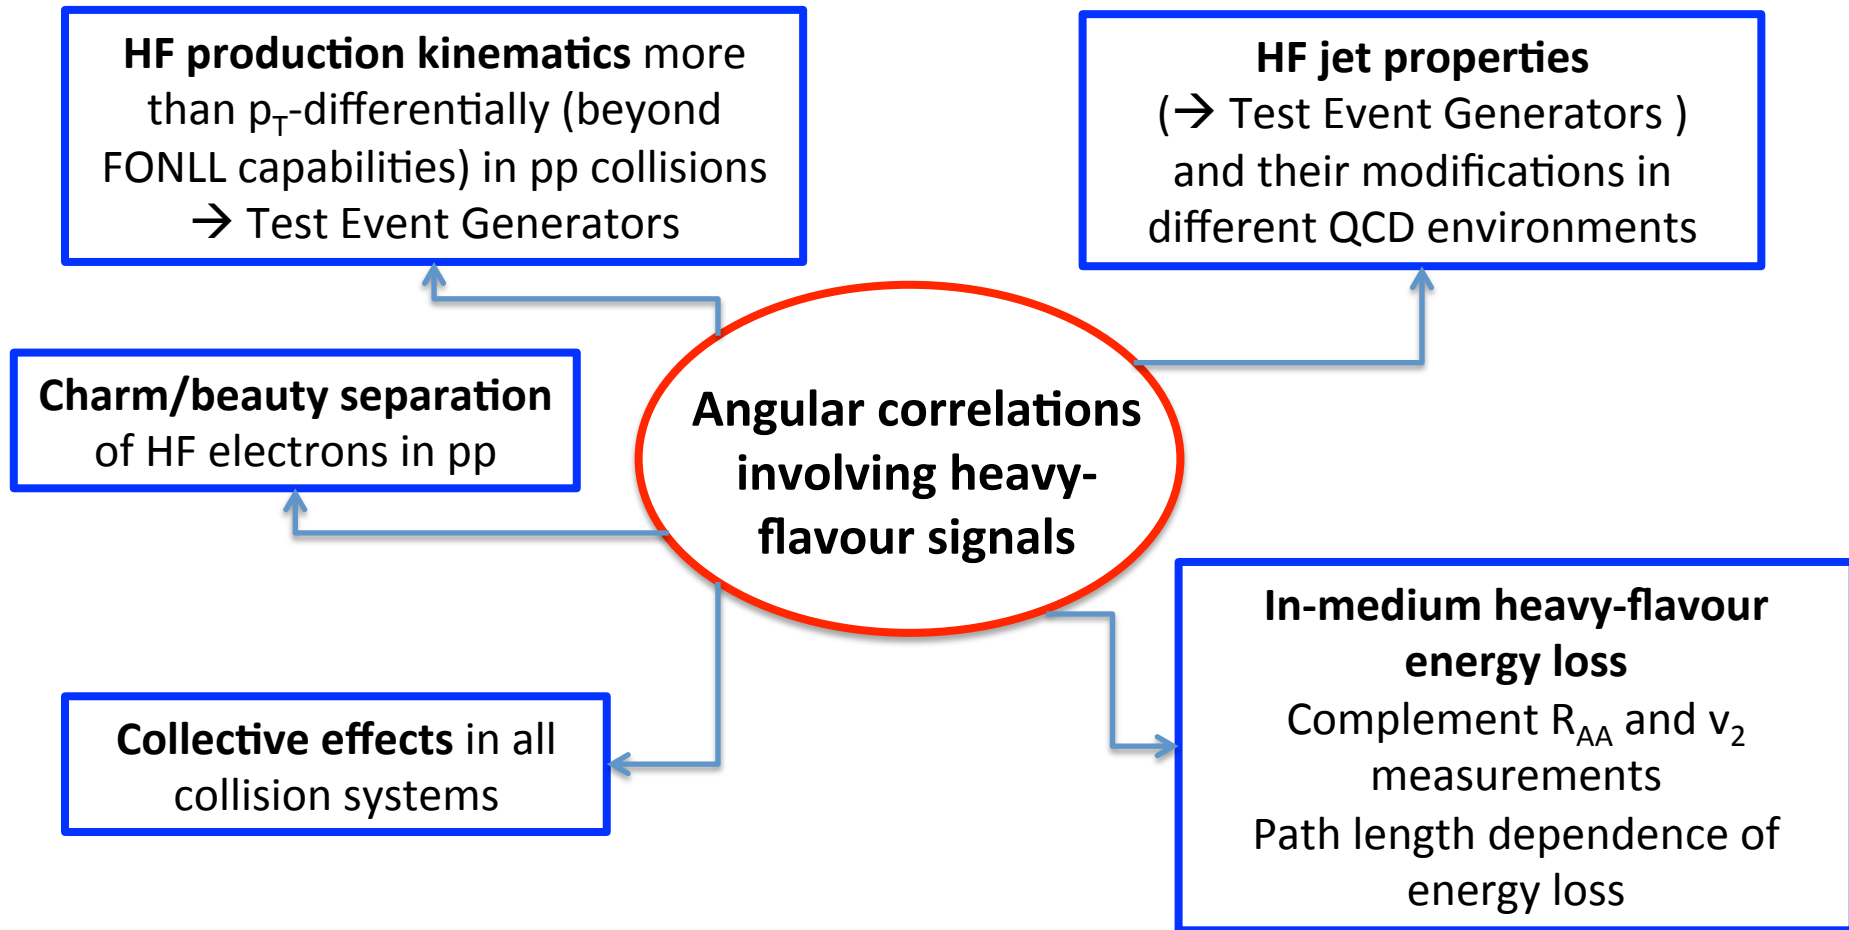 HF production kinematics more
than pT-differentially (beyond
FONLL capabilities) in pp collisions
→ Test Event Generators
HF jet properties
(→ Test Event Generators )
and their modifications in
different QCD environments
Charm/beauty separation
of HF electrons in pp
Angular correlations
involving heavy-
flavour signals
Collective effects in all
collision systems
In-medium heavy-flavour
energy loss
Complement RAA and v2
measurements
Path length dependence of
energy loss